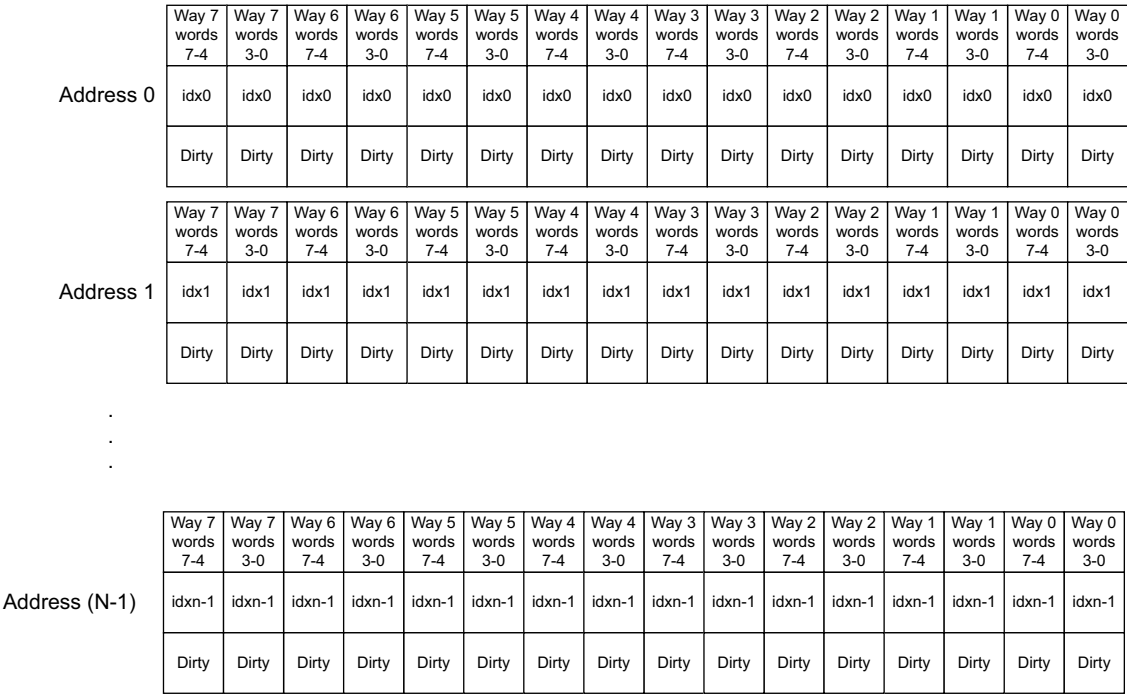 Way 7 Way 7 Way 6 Way 6 Way 5 Way 5 Way 4 Way 4 Way 3 Way 3 Way 2 Way 2 Way 1 Way 1 Way 0 Way 0
words words words words words words words words words words words words words words words words
7-4 3-0 7-4 3-0 7-4 3-0 7-4 3-0 7-4 3-0 7-4 3-0 7-4 3-0 7-4 3-0
Address 0 idx0 idx0 idx0 idx0 idx0 idx0 idx0 idx0 idx0 idx0 idx0 idx0 idx0 idx0 idx0 idx0
Dirty Dirty Dirty Dirty Dirty Dirty Dirty Dirty Dirty Dirty Dirty Dirty Dirty Dirty Dirty Dirty
Way 7 Way 7 Way 6 Way 6 Way 5 Way 5 Way 4 Way 4 Way 3 Way 3 Way 2 Way 2 Way 1 Way 1 Way 0 Way 0
words words words words words words words words words words words words words words words words
7-4 3-0 7-4 3-0 7-4 3-0 7-4 3-0 7-4 3-0 7-4 3-0 7-4 3-0 7-4 3-0
Address 1 idx1 idx1 idx1 idx1 idx1 idx1 idx1 idx1 idx1 idx1 idx1 idx1 idx1 idx1 idx1 idx1
Dirty Dirty Dirty Dirty Dirty Dirty Dirty Dirty Dirty Dirty Dirty Dirty Dirty Dirty Dirty Dirty
.
.
.
Way 7 Way 7 Way 6 Way 6 Way 5 Way 5 Way 4 Way 4 Way 3 Way 3 Way 2 Way 2 Way 1 Way 1 Way 0 Way 0
words words words words words words words words words words words words words words words words
7-4 3-0 7-4 3-0 7-4 3-0 7-4 3-0 7-4 3-0 7-4 3-0 7-4 3-0 7-4 3-0
Address (N-1) idxn-1 idxn-1 idxn-1 idxn-1 idxn-1 idxn-1 idxn-1 idxn-1 idxn-1 idxn-1 idxn-1 idxn-1 idxn-1 idxn-1 idxn-1 idxn-1
Dirty Dirty Dirty Dirty Dirty Dirty Dirty Dirty Dirty Dirty Dirty Dirty Dirty Dirty Dirty Dirty